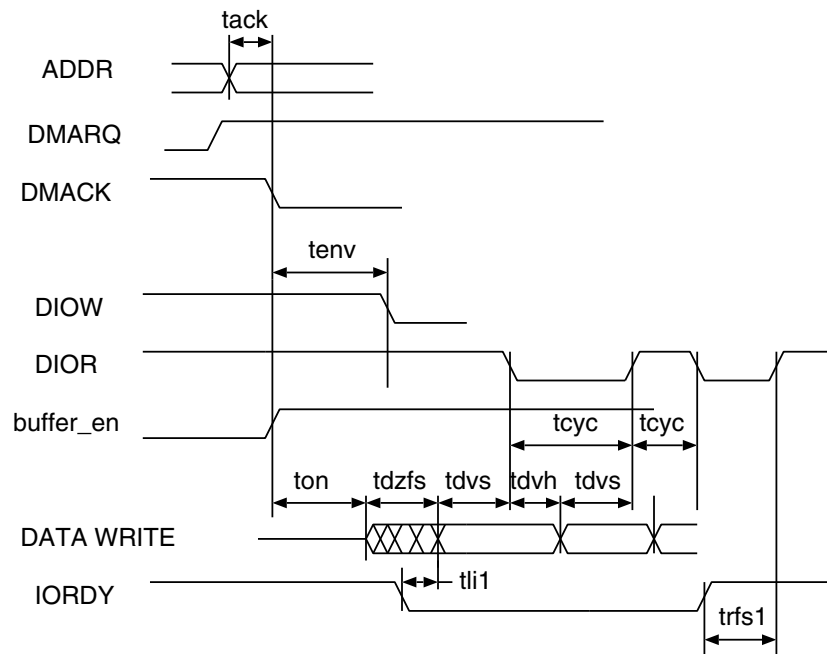 tack
ADDR
DMARQ
DMACK
tenv
DIOW
DIOR
buffer_en
tcyc tcyc
ton tdzfs tdvs tdvh tdvs
DATA WRITE
tli1
IORDY
trfs1